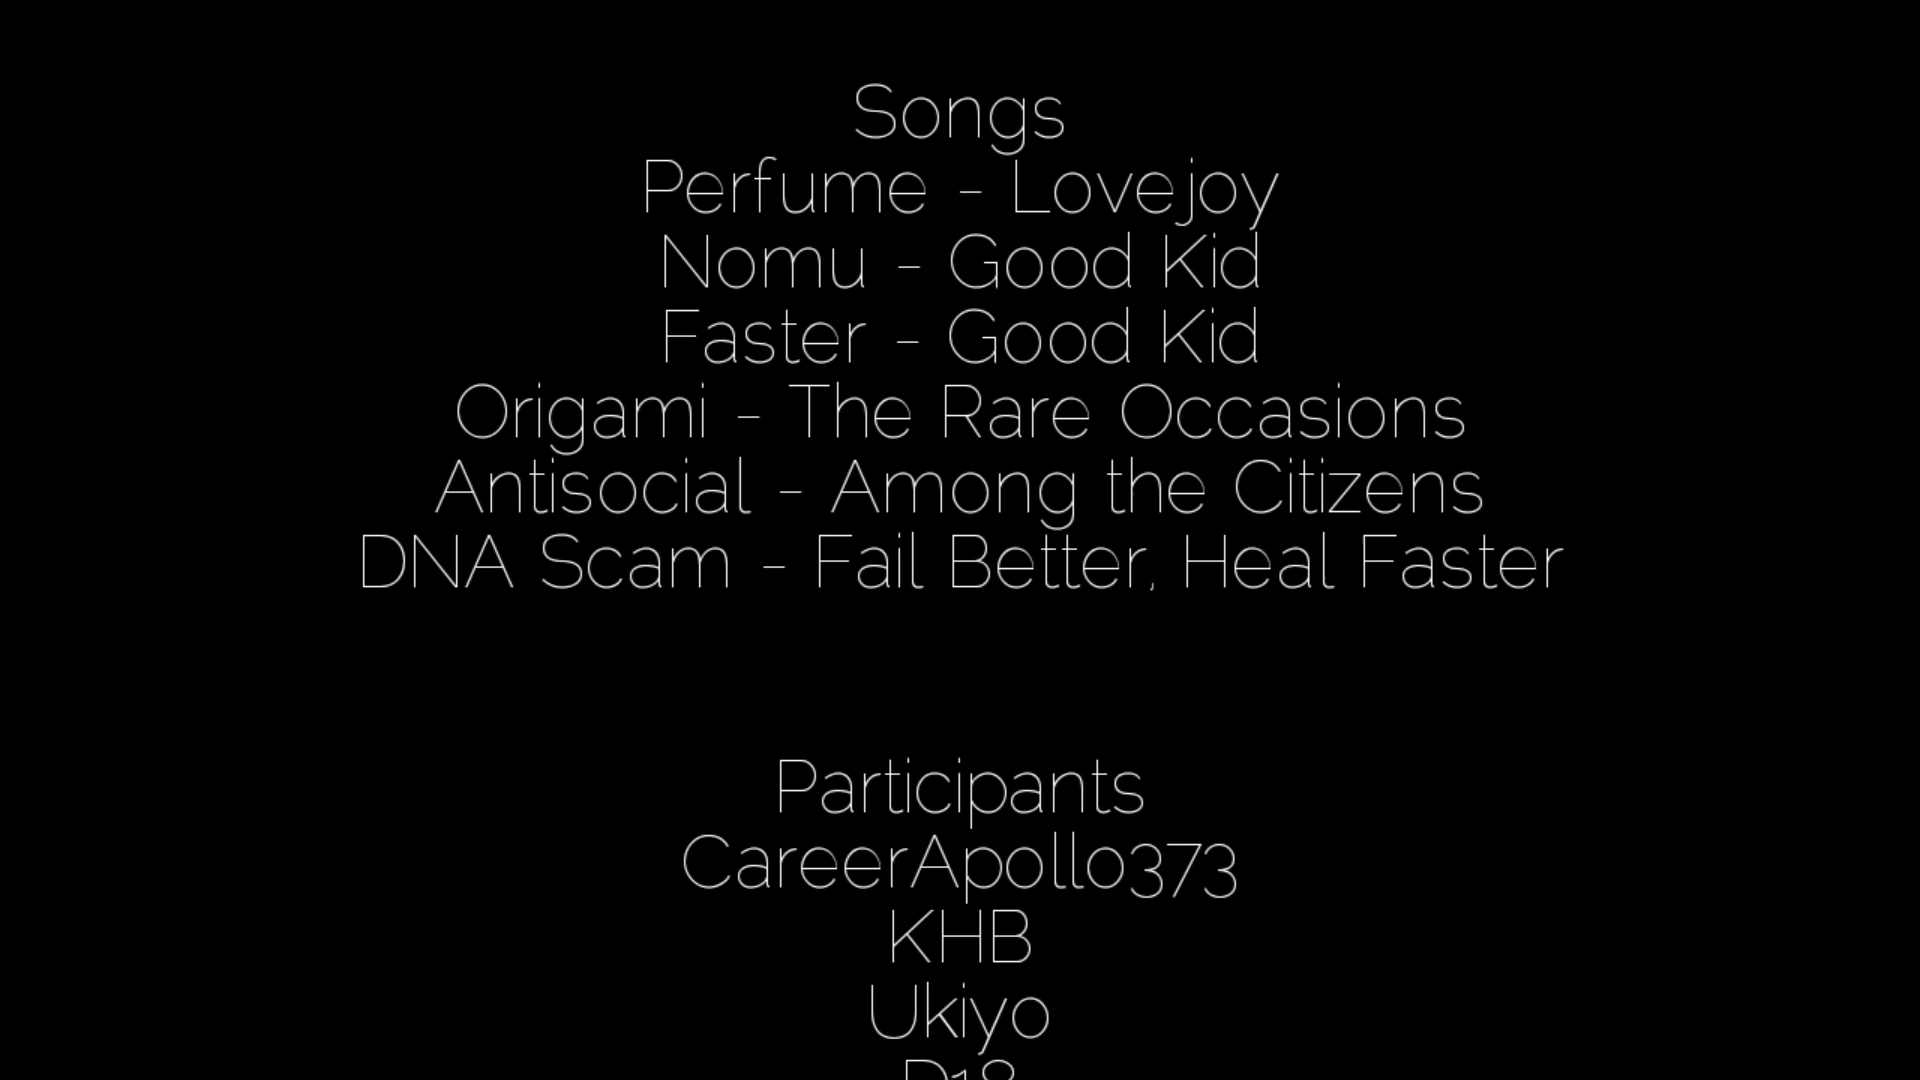 Songs
Perfume - Lovejoy
Nomu - Good Kid
Faster - Good Kid
Origami - The Rare Occasions
Antisocial - Among the Citizens
DNA Scam - Fail Better, Heal Faster
Participants
CareerApollo373
KHB
Ukiyo